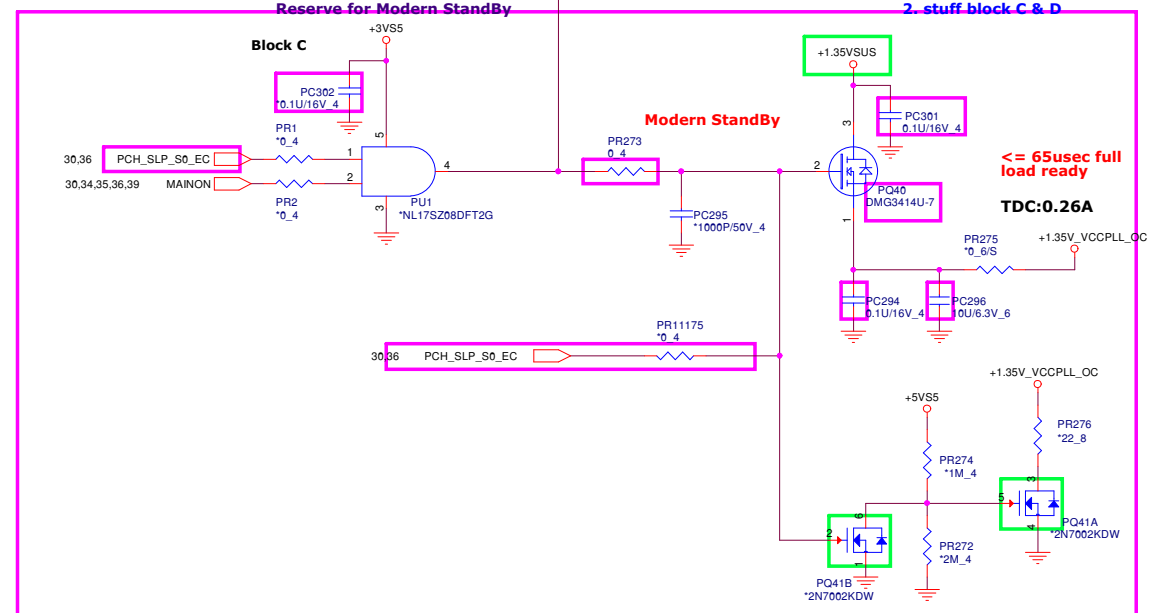 Reserve for Modern StandBy
2. stuff block C & D
Block C
+3VS5
PC302
*0.1U/16V_4
PR1
*0_4
30,36 PCH_SLP_S0_EC
30,34,35,36,39 MAINON
PR2
*0_4
5
1
2
3
4
PU1
*NL17SZ08DFT2G
Modern StandBy
PR273
0_4
PC295
*1000P/50V_4
+1.35VSUS
3
PC301
0.1U/16V_4
2
PQ40
DMG3414U-7
1
<= 65usec full
load ready
TDC:0.26A
PR275
*0_6/S
+1.35V_VCCPLL_OC
PC294
0.1U/16V_4
PC296
10U/6.3V_6
PR11175
*0_4
30,36 PCH_SLP_S0_EC
+1.35V_VCCPLL_OC
+5VS5
PR276
*22_8
PR274
*1M_4
3
5
4
PQ41A
*2N7002KDW
6
2
1
PR272
*2M_4
PQ41B
*2N7002KDW